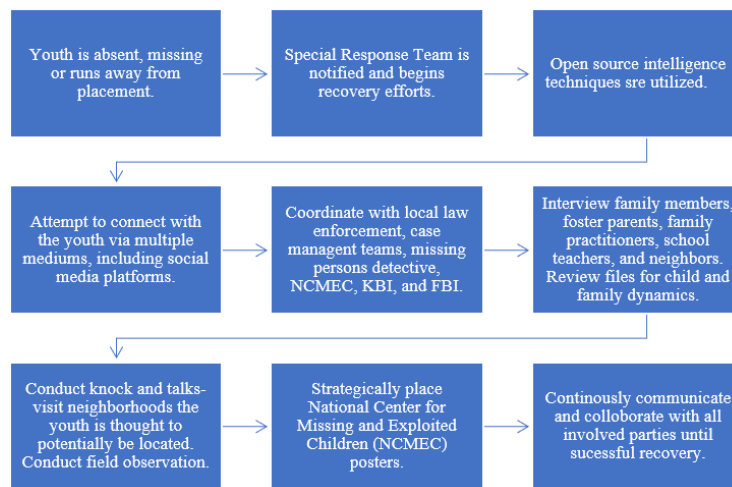 Youth is absent, missing
or runs away from
placement.
Special Response Team is
notified and begins
recovery efforts.
Open source intelligence
techniques sre utilized.
Attempt to connect with
the youth via multiple
mediums, including social
media platforms.
Coordinate with local law
enforcement, case
managent teams, missing
persons detective,
NCMEC, KBI, and FBI.
Interview family members,
foster parents, family
practitioners, school
teachers, and neighbors.
Review files for child and
family dynamics.
Conduct knock and talks-
visit neighborhoods the
youth is thought to
potentially be located.
Conduct field observation.
Strategically place
National Center for
Missing and Exploited
Children (NCMEC)
posters.
Continously communicate
and colloborate with all
involved parties until
sucessful recovery.